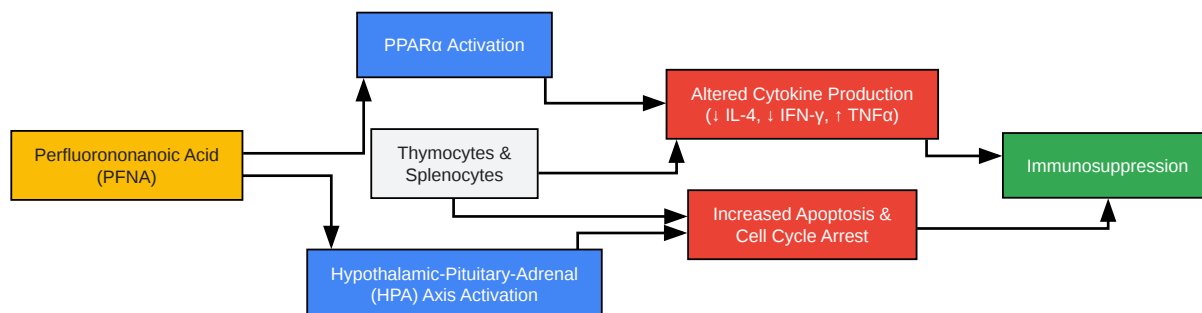 PPARα Activation
Altered Cytokine Production
(↓ IL-4, ↓ IFN-γ, ↑ TNFα)
Perfluorononanoic Acid
(PFNA)
Thymocytes &
Splenocytes
Immunosuppression
Increased Apoptosis &
Cell Cycle Arrest
Hypothalamic-Pituitary-Adrenal
(HPA) Axis Activation